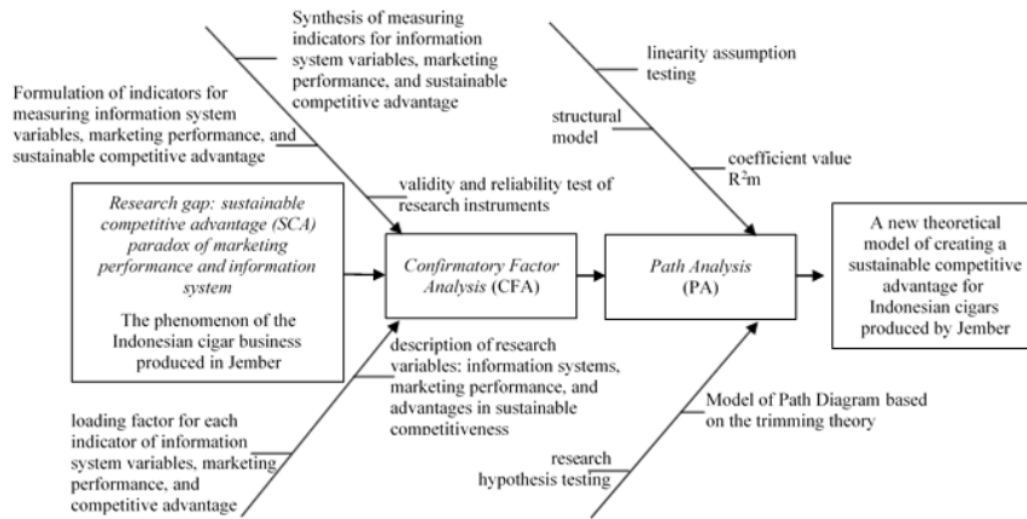 Synthesis of measuring
indicators for information
system variables, marketing
performance, and sustainable
competitive advantage
linearity assumption
testing
Formulation of indicators for
measuring information system
variables, marketing performance, and
sustainable competitive advantage
structural
model
coefficient value
R²m
validity and reliability test of
research instruments
Research gap: sustainable
competitive advantage (SCA)
paradox of marketing
performance and information
system
The phenomenon of the
Indonesian cigar business
produced in Jember
Confirmatory Factor
Analysis (CFA)
Path Analysis
(PA)
A new theoretical
model of creating a
sustainable competitive
advantage for
Indonesian cigars
produced by Jember
description of research
variables: information systems,
marketing performance, and
advantages in sustainable
competitiveness
loading factor for each
indicator of information
system variables, marketing
performance, and
competitive advantage
Model of Path Diagram based
on the trimming theory
research
hypothesis testing